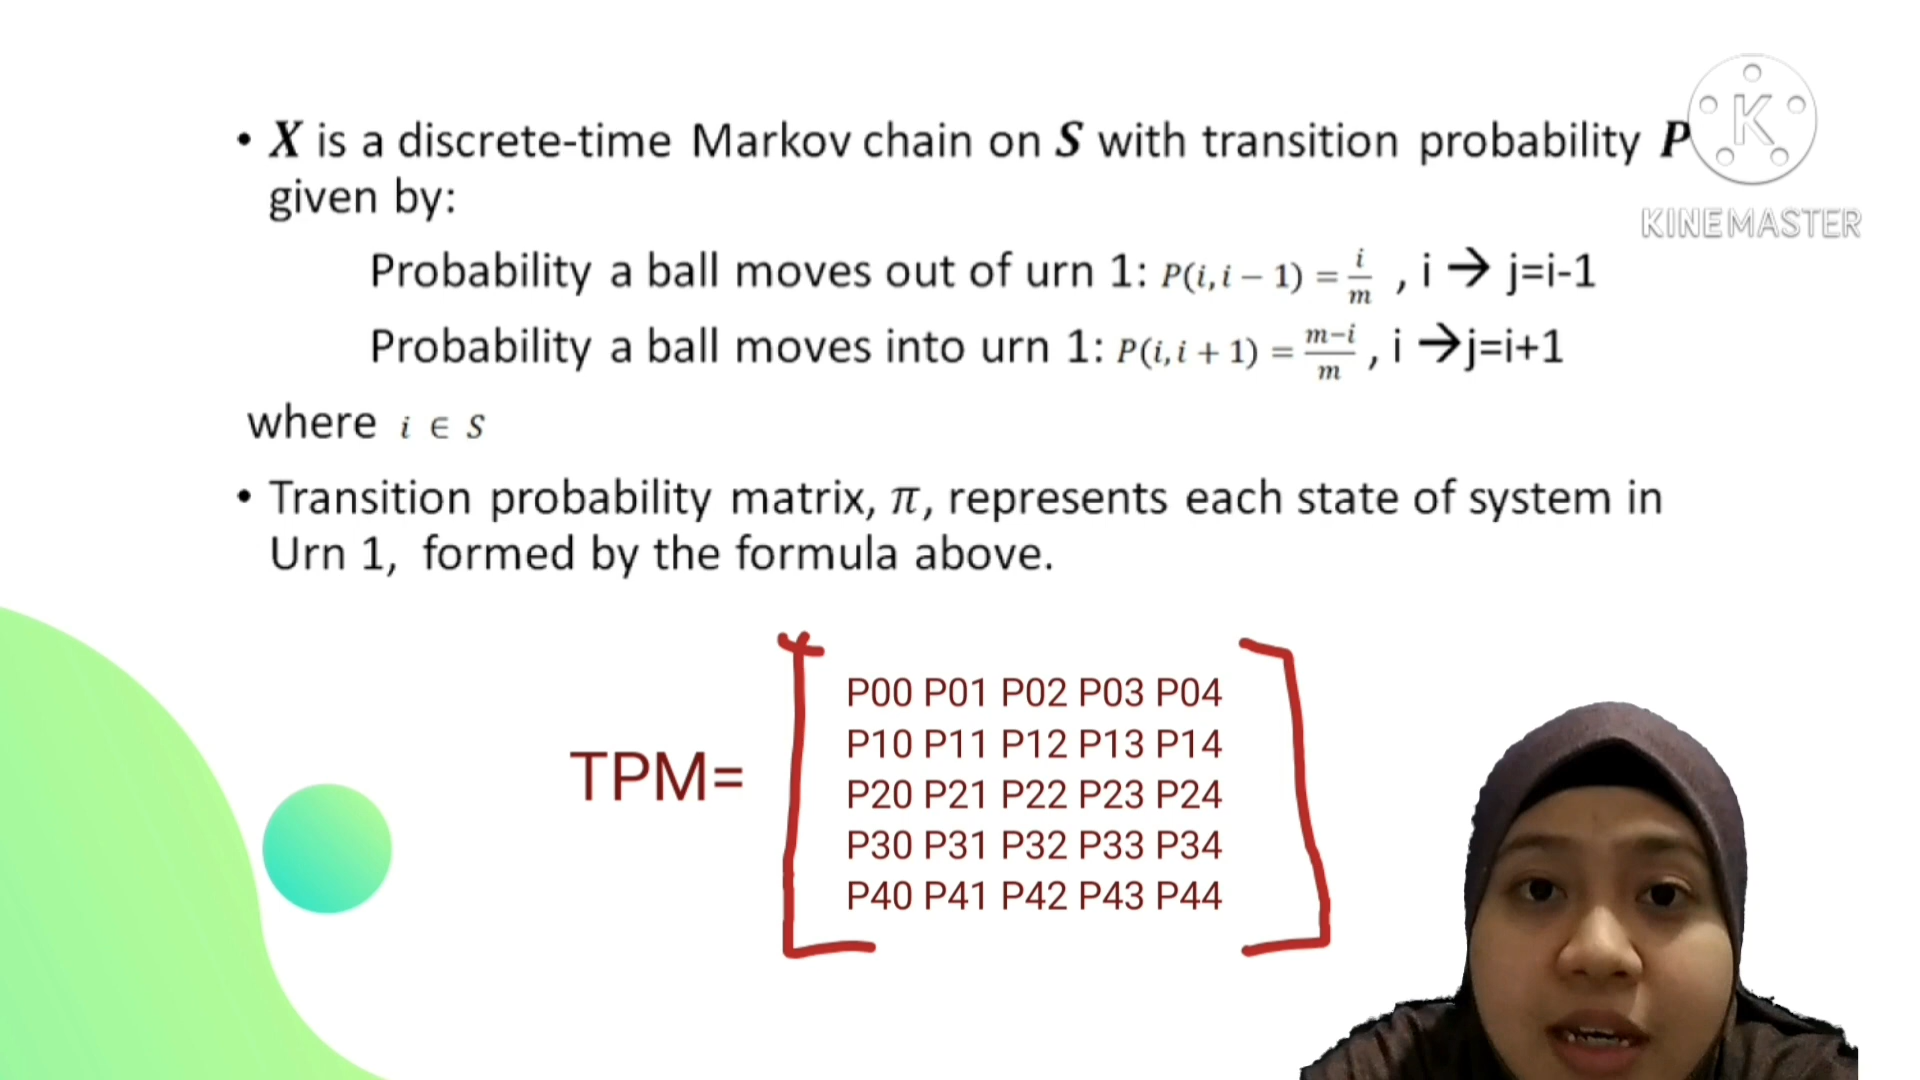 • X is a discrete-time Markov chain on S with transition probability P
given by:
Probability a ball moves out of urn 1: P(i, i − 1) = i/m , i → j=i-1
Probability a ball moves into urn 1: P(i, i + 1) = m−i/m , i →j=i+1
where i ∈ S
• Transition probability matrix, π, represents each state of system in
Urn 1, formed by the formula above.
K
KINEMASTER
TPM=
P00 P01 P02 P03 P04
P10 P11 P12 P13 P14
P20 P21 P22 P23 P24
P30 P31 P32 P33 P34
P40 P41 P42 P43 P44